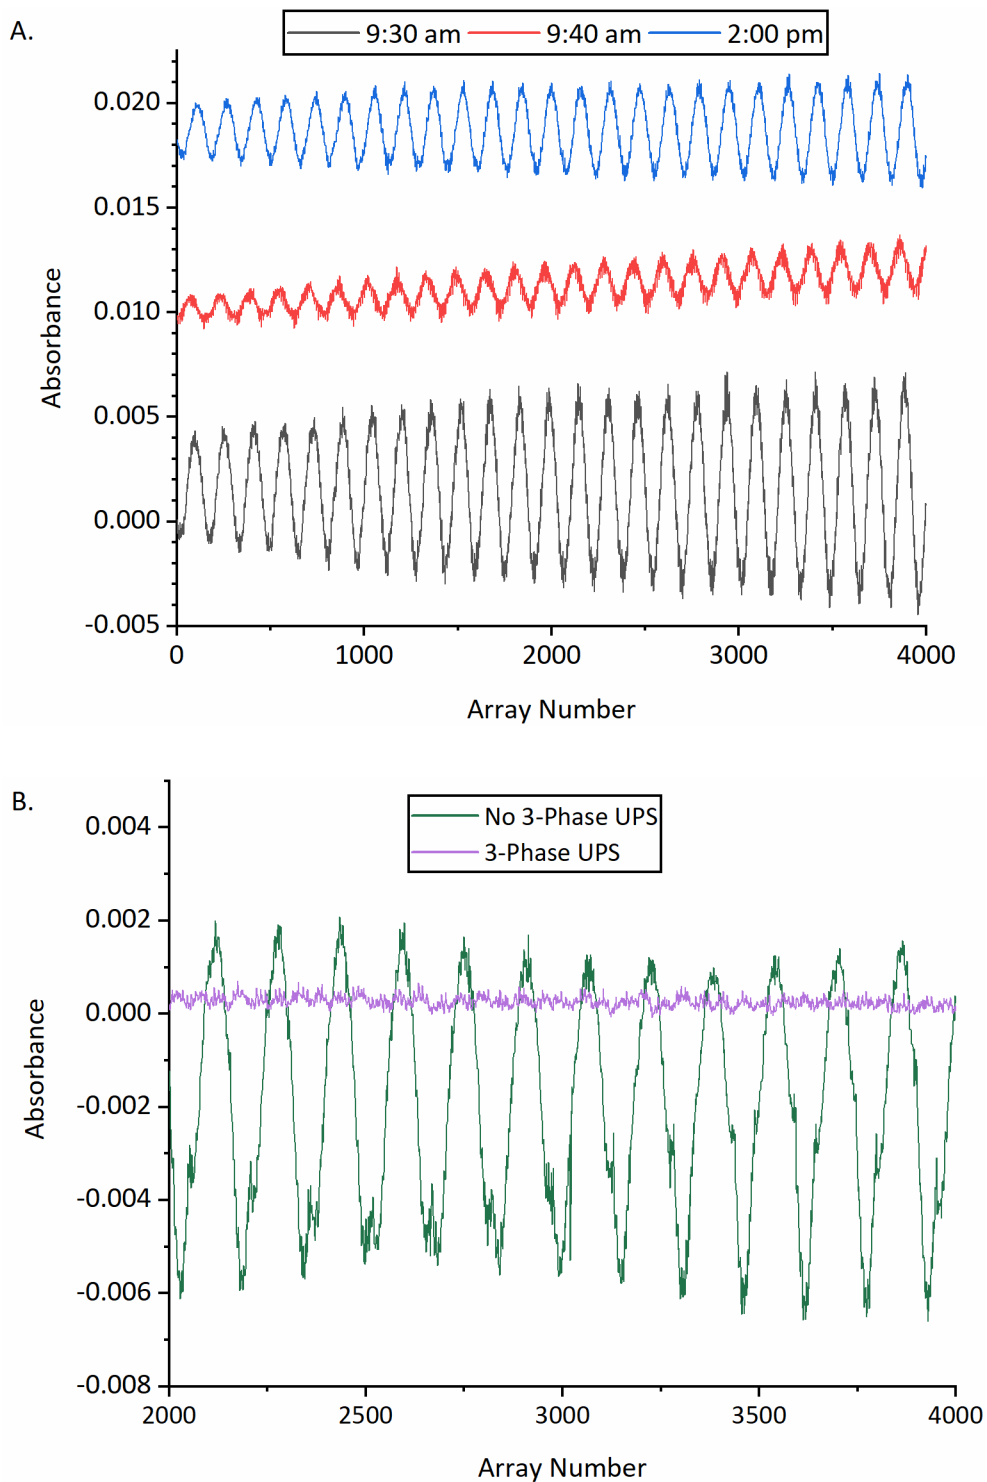 A.
9:30 am 9:40 am 2:00 pm
0.020
0.015
0.010
0.005
0.000
-0.005
Absorbance
0 1000 2000 3000 4000
Array Number
B.
No 3-Phase UPS
3-Phase UPS
0.004
0.002
0.000
-0.002
-0.004
-0.006
-0.008
Absorbance
2000 2500 3000 3500 4000
Array Number